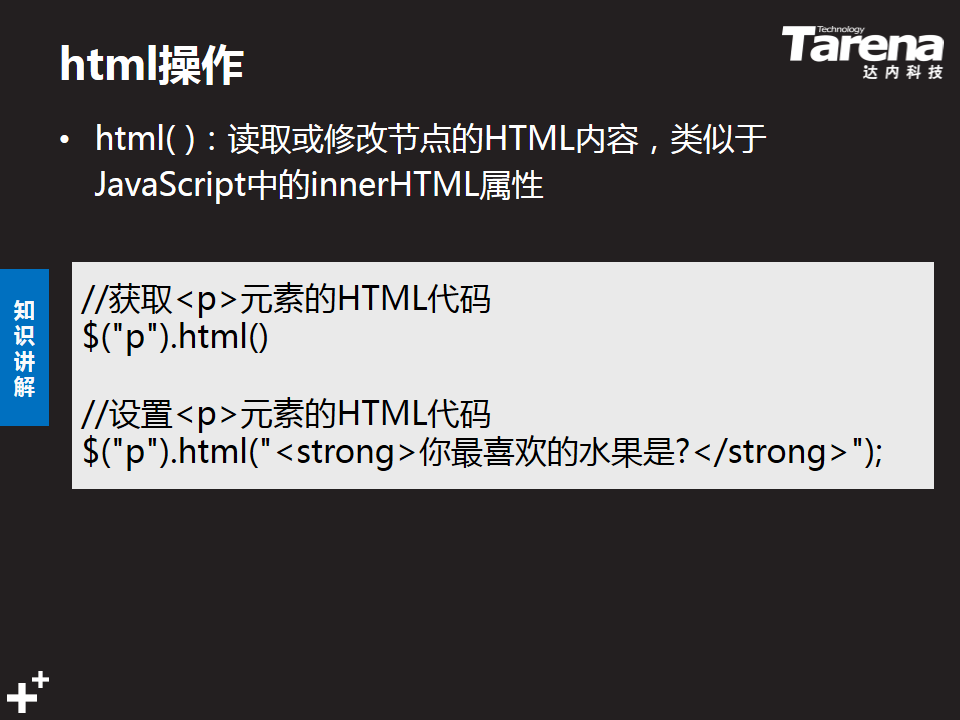 html操作
Technology
Tarena
达内科技
• html( )：读取或修改节点的HTML内容，类似于
JavaScript中的innerHTML属性
知识讲解
//获取<p>元素的HTML代码
$("p").html()
//设置<p>元素的HTML代码
$("p").html("<strong>你最喜欢的水果是?</strong>");